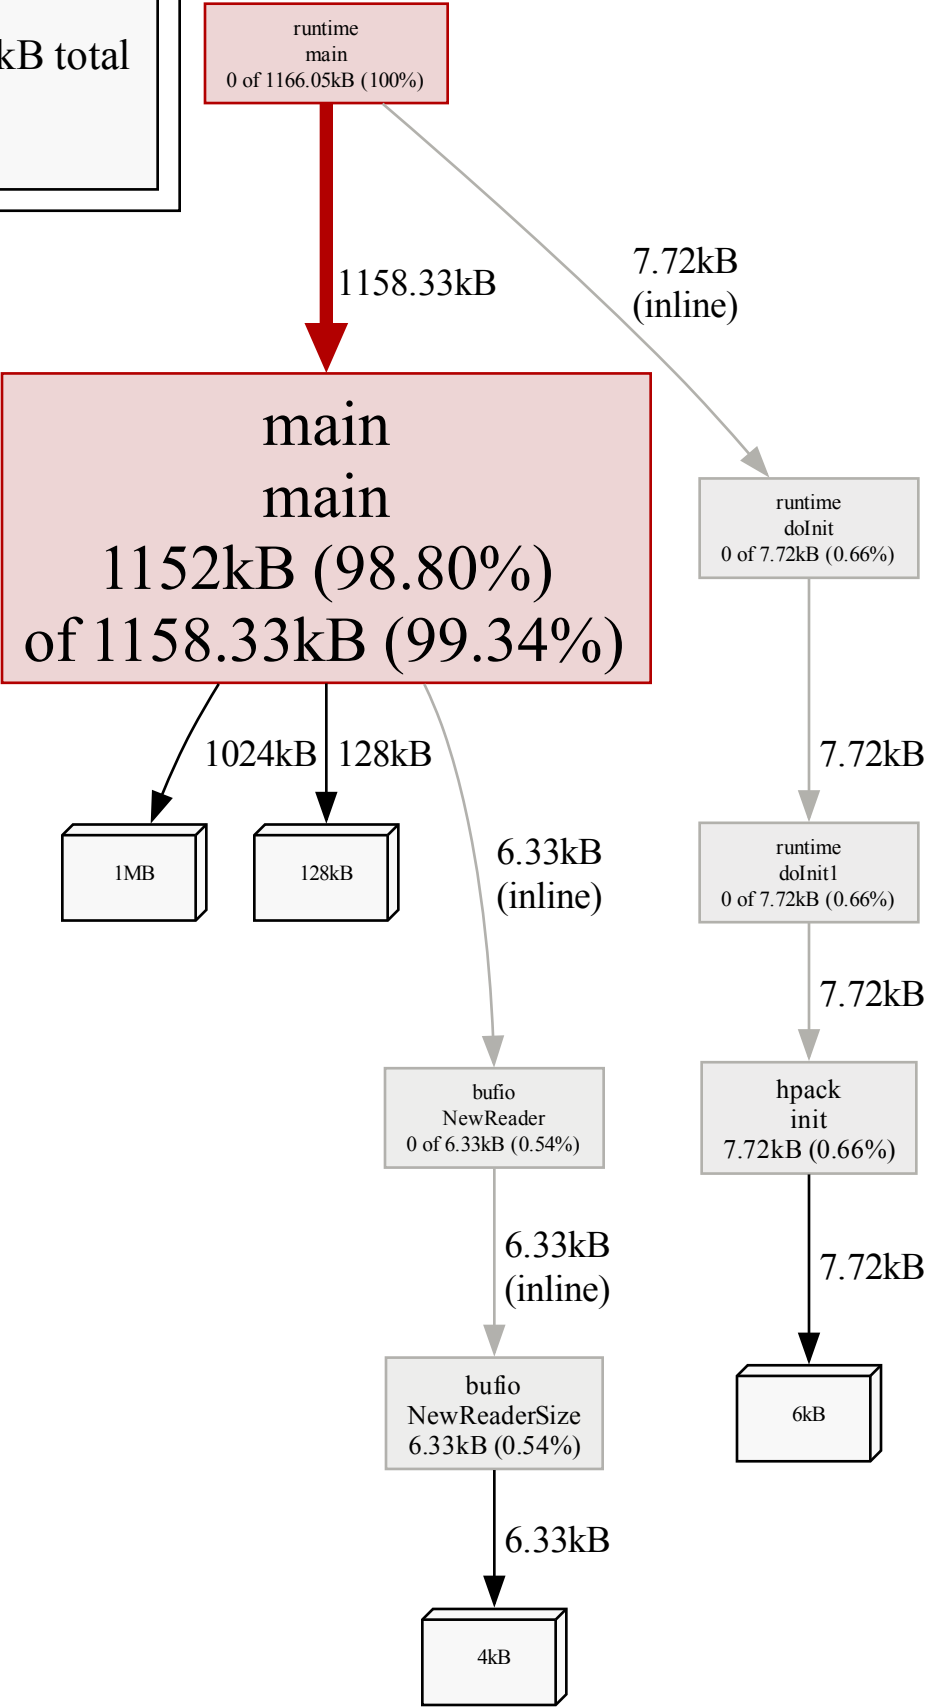 kB total
runtime
main
0 of 1166.05kB (100%)
1158.33kB
7.72kB
(inline)
main
main
1152kB (98.80%)
of 1158.33kB (99.34%)
runtime
doInit
0 of 7.72kB (0.66%)
1024kB
128kB
7.72kB
1MB
128kB
6.33kB
(inline)
runtime
doInit1
0 of 7.72kB (0.66%)
7.72kB
bufio
NewReader
0 of 6.33kB (0.54%)
hpack
init
7.72kB (0.66%)
6.33kB
(inline)
7.72kB
bufio
NewReaderSize
6.33kB (0.54%)
6kB
6.33kB
4kB